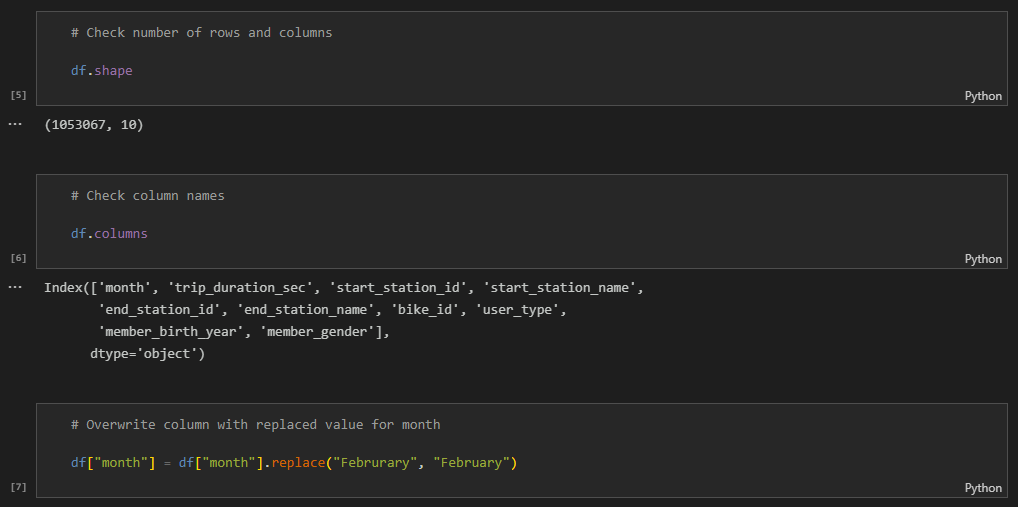 # Check number of rows and columns
df.shape
[5]
Python
... (1053067, 10)
# Check column names
df.columns
[6]
Python
... Index(['month', 'trip_duration_sec', 'start_station_id', 'start_station_name',
'end_station_id', 'end_station_name', 'bike_id', 'user_type',
'member_birth_year', 'member_gender'],
dtype='object')
# Overwrite column with replaced value for month
df["month"] = df["month"].replace("Februrary", "February")
[7]
Python